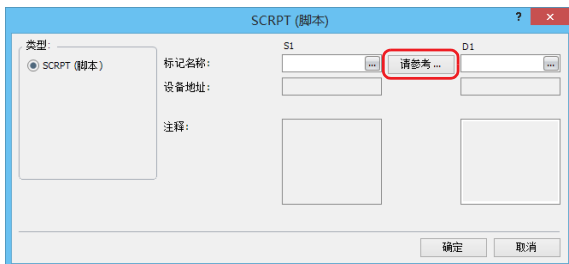 SCRPT (脚本)
?
×
类型:
SCRPT (脚本)
S1
D1
标记名称:
...
请参考 ...
...
设备地址:
注释:
确定
取消